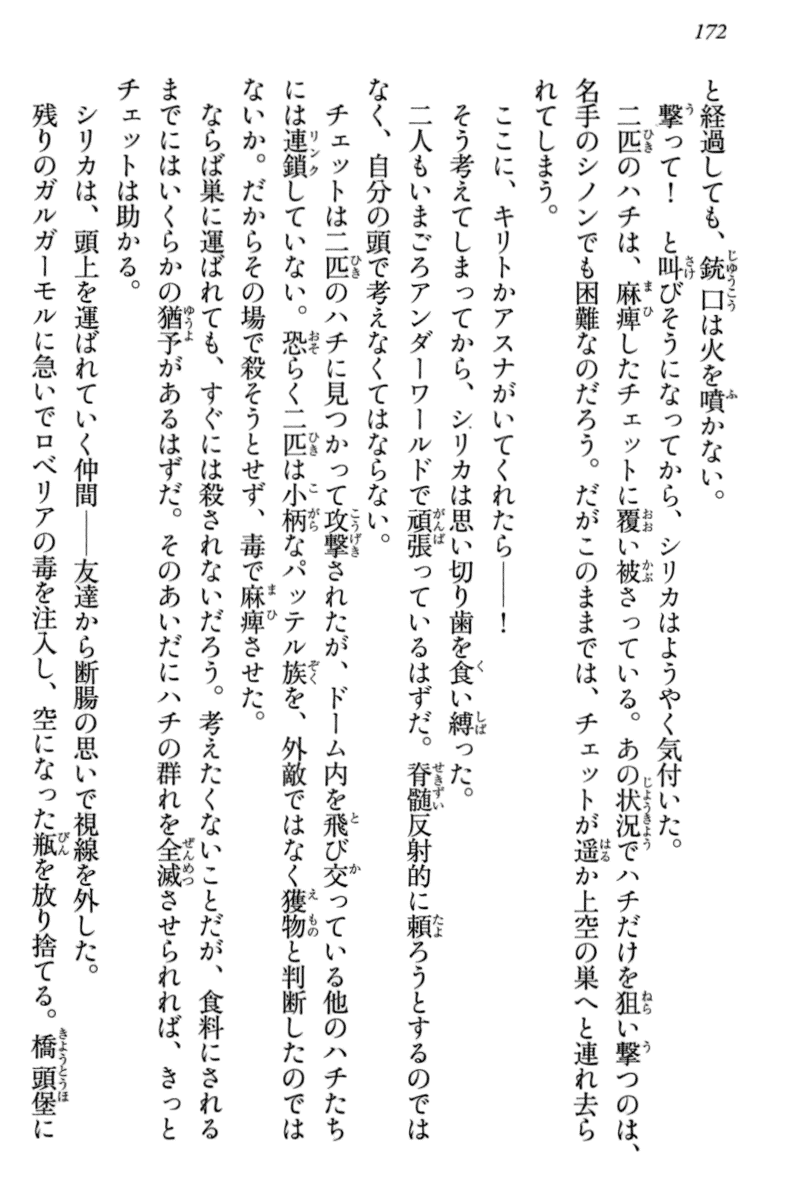 172
と経過しても、銃口は火を噴かない。
撃って！　と叫びそうになってから、シリカはようやく気付いた。
二匹のハチは、麻痺したチェットに覆い被さっている。あの状況でハチだけを狙い撃つのは、
名手のシノンでも困難なのだろう。だがこのままでは、チェットが遥か上空の巣へと連れ去ら
れてしまう。
ここに、キリトかアスナがいてくれたら――！
そう考えてしまってから、シリカは思い切り歯を食い縛った。
二人もいまごろアンダーワールドで頑張っているはずだ。脊髄反射的に頼ろうとするのでは
なく、自分の頭で考えなくてはならない。
チェットは二匹のハチに見つかって攻撃されたが、ドーム内を飛び交っている他のハチたち
には連鎖していない。恐らく二匹は小柄なパッテル族を、外敵ではなく獲物と判断したのでは
ないか。だからその場で殺そうとせず、毒で麻痺させた。
ならば巣に運ばれても、すぐには殺されないだろう。考えたくないことだが、食料にされる
までにはいくらかの猶予があるはずだ。そのあいだにハチの群れを全滅させられれば、きっと
チェットは助かる。
シリカは、頭上を運ばれていく仲間――友達から断腸の思いで視線を外した。
残りのガルガーモルに急いでロベリアの毒を注入し、空になった瓶を放り捨てる。橋頭堡に